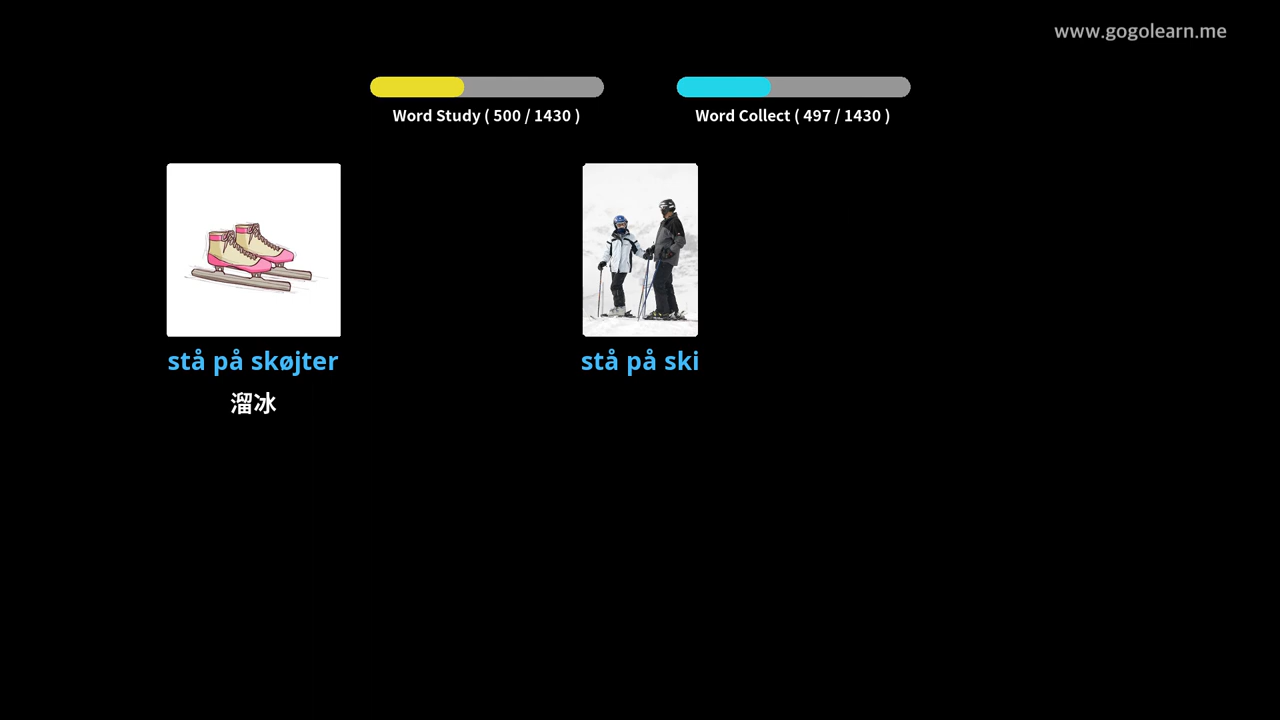 www.gogolearn.me
Word Study ( 500 / 1430 )
Word Collect ( 497 / 1430 )
stå på skøjter
stå på ski
溜冰